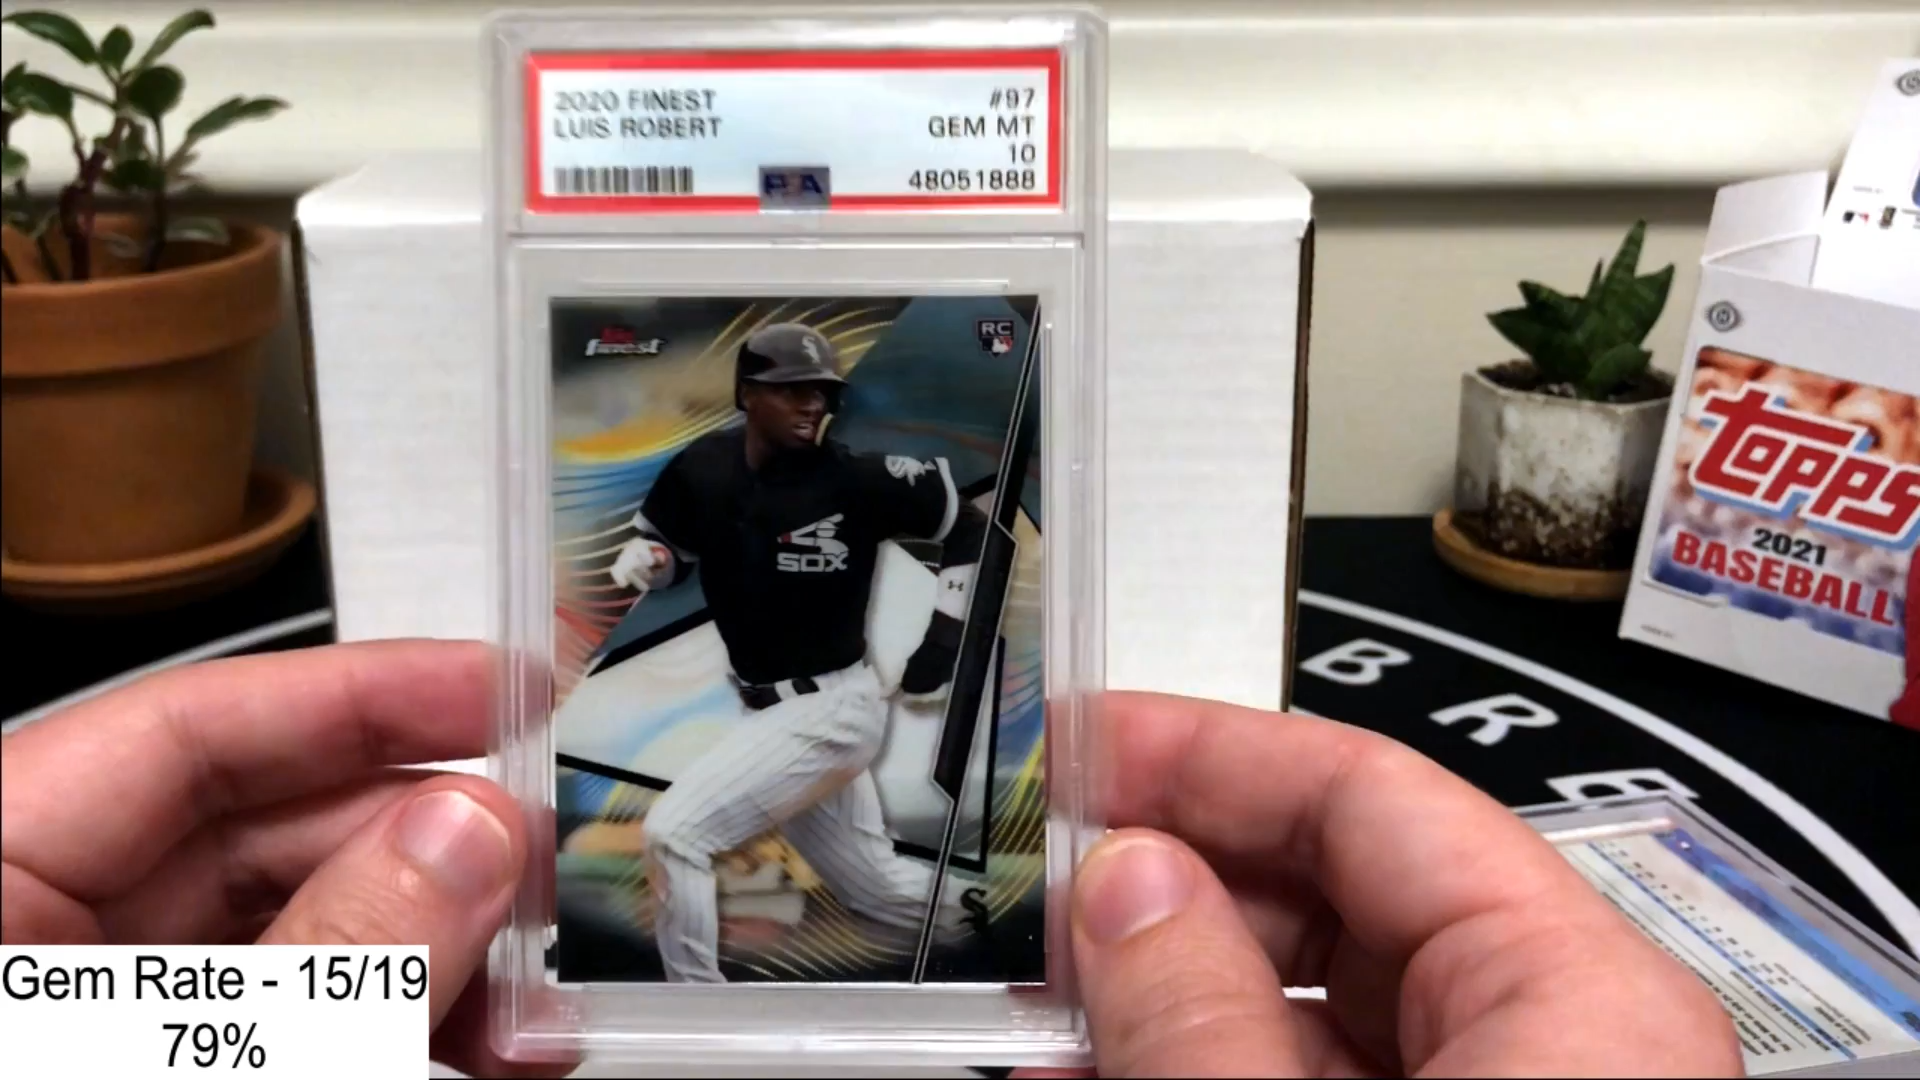 2020 FINEST #97
LUIS ROBERT GEM MT
10
PSA 48051888
finest
RC
SOX
TOPPS
2021
BASEBALL
B R E
Gem Rate - 15/19
79%